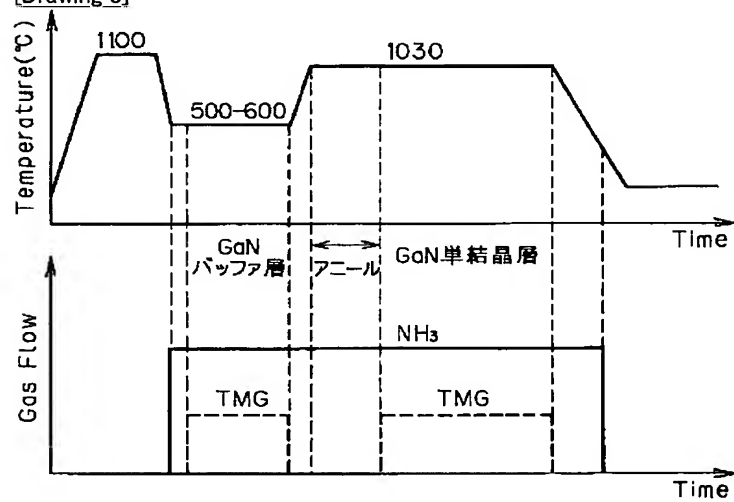 [Drawing 3]
Temperature(℃)
1100
500-600
1030
Time
GaN
バッファ層
アニール
GaN単結晶層
Gas Flow
NH₃
TMG
TMG
Time